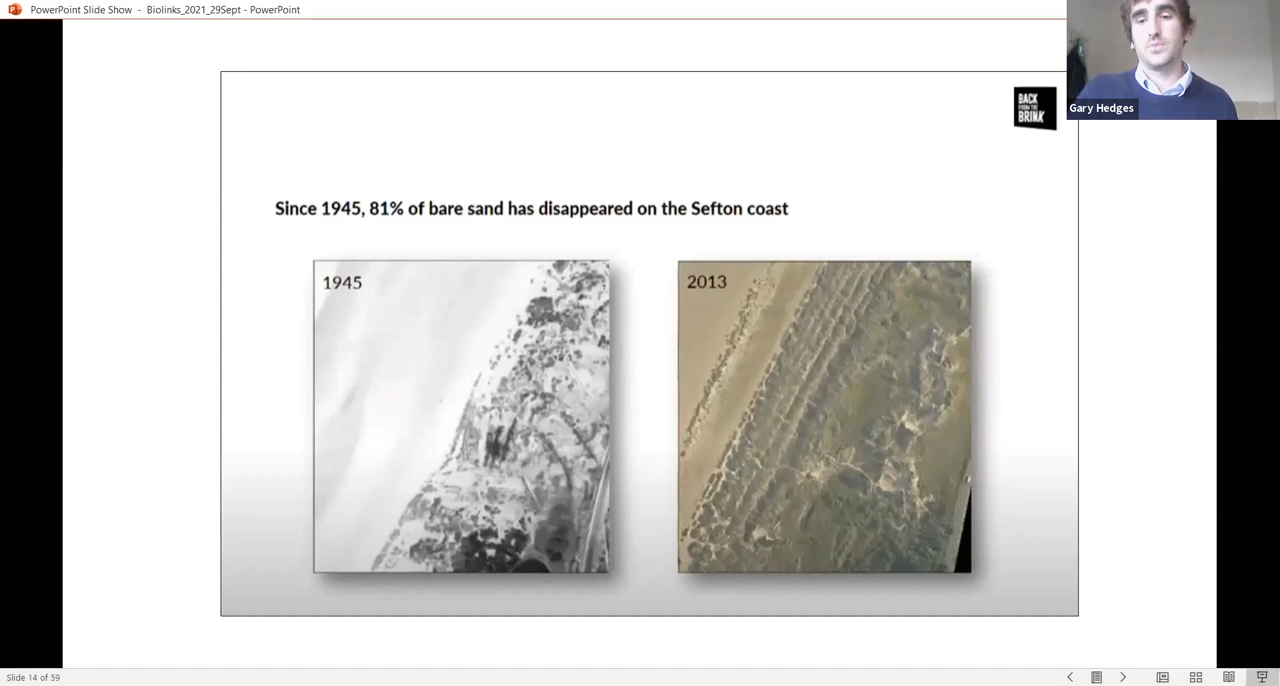 PowerPoint Slide Show - Biolinks_2021_29Sept - PowerPoint
BACK
FROM THE
BRINK
Gary Hedges
Since 1945, 81% of bare sand has disappeared on the Sefton coast
1945
2013
Slide 14 of 59